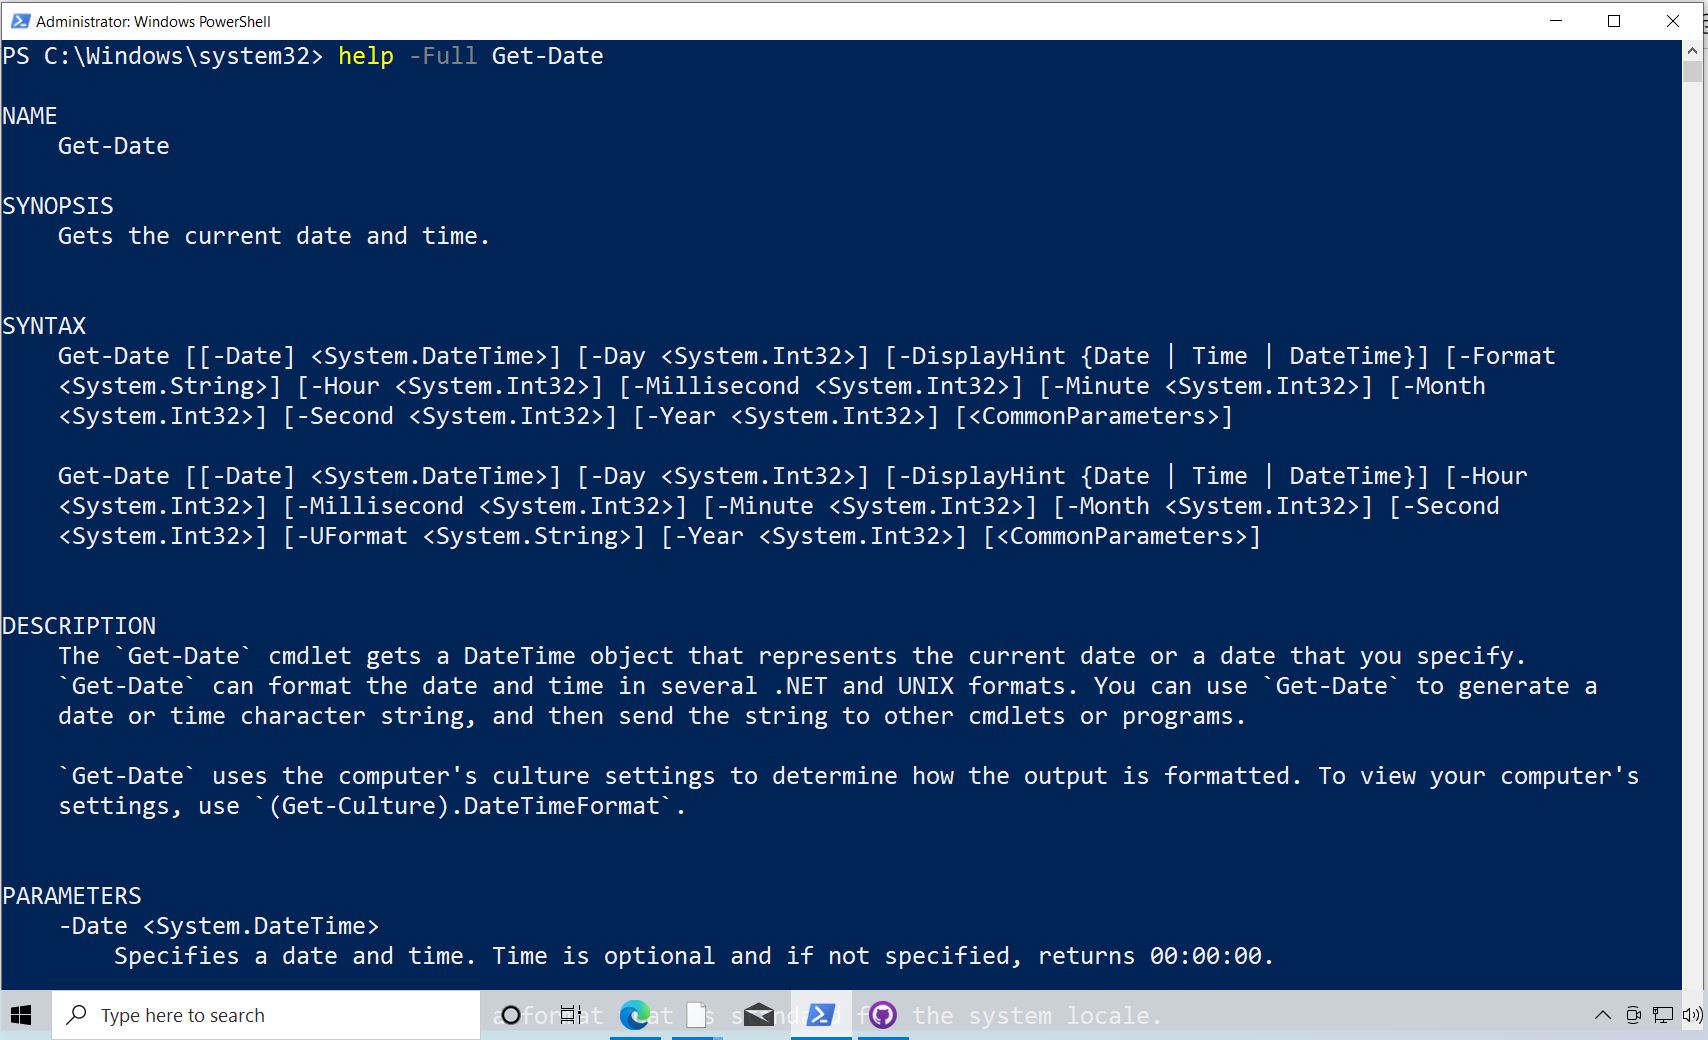 Administrator: Windows PowerShell
PS C:\Windows\system32> help -Full Get-Date
NAME
Get-Date
SYNOPSIS
Gets the current date and time.
SYNTAX
Get-Date [[-Date] <System.DateTime>] [-Day <System.Int32>] [-DisplayHint {Date | Time | DateTime}] [-Format
<System.String>] [-Hour <System.Int32>] [-Millisecond <System.Int32>] [-Minute <System.Int32>] [-Month
<System.Int32>] [-Second <System.Int32>] [-Year <System.Int32>] [<CommonParameters>]
Get-Date [[-Date] <System.DateTime>] [-Day <System.Int32>] [-DisplayHint {Date | Time | DateTime}] [-Hour
<System.Int32>] [-Millisecond <System.Int32>] [-Minute <System.Int32>] [-Month <System.Int32>] [-Second
<System.Int32>] [-UFormat <System.String>] [-Year <System.Int32>] [<CommonParameters>]
DESCRIPTION
The `Get-Date` cmdlet gets a DateTime object that represents the current date or a date that you specify.
`Get-Date` can format the date and time in several .NET and UNIX formats. You can use `Get-Date` to generate a
date or time character string, and then send the string to other cmdlets or programs.
`Get-Date` uses the computer's culture settings to determine how the output is formatted. To view your computer's
settings, use `(Get-Culture).DateTimeFormat`.
PARAMETERS
-Date <System.DateTime>
Specifies a date and time. Time is optional and if not specified, returns 00:00:00.
Type here to search
the system locale.